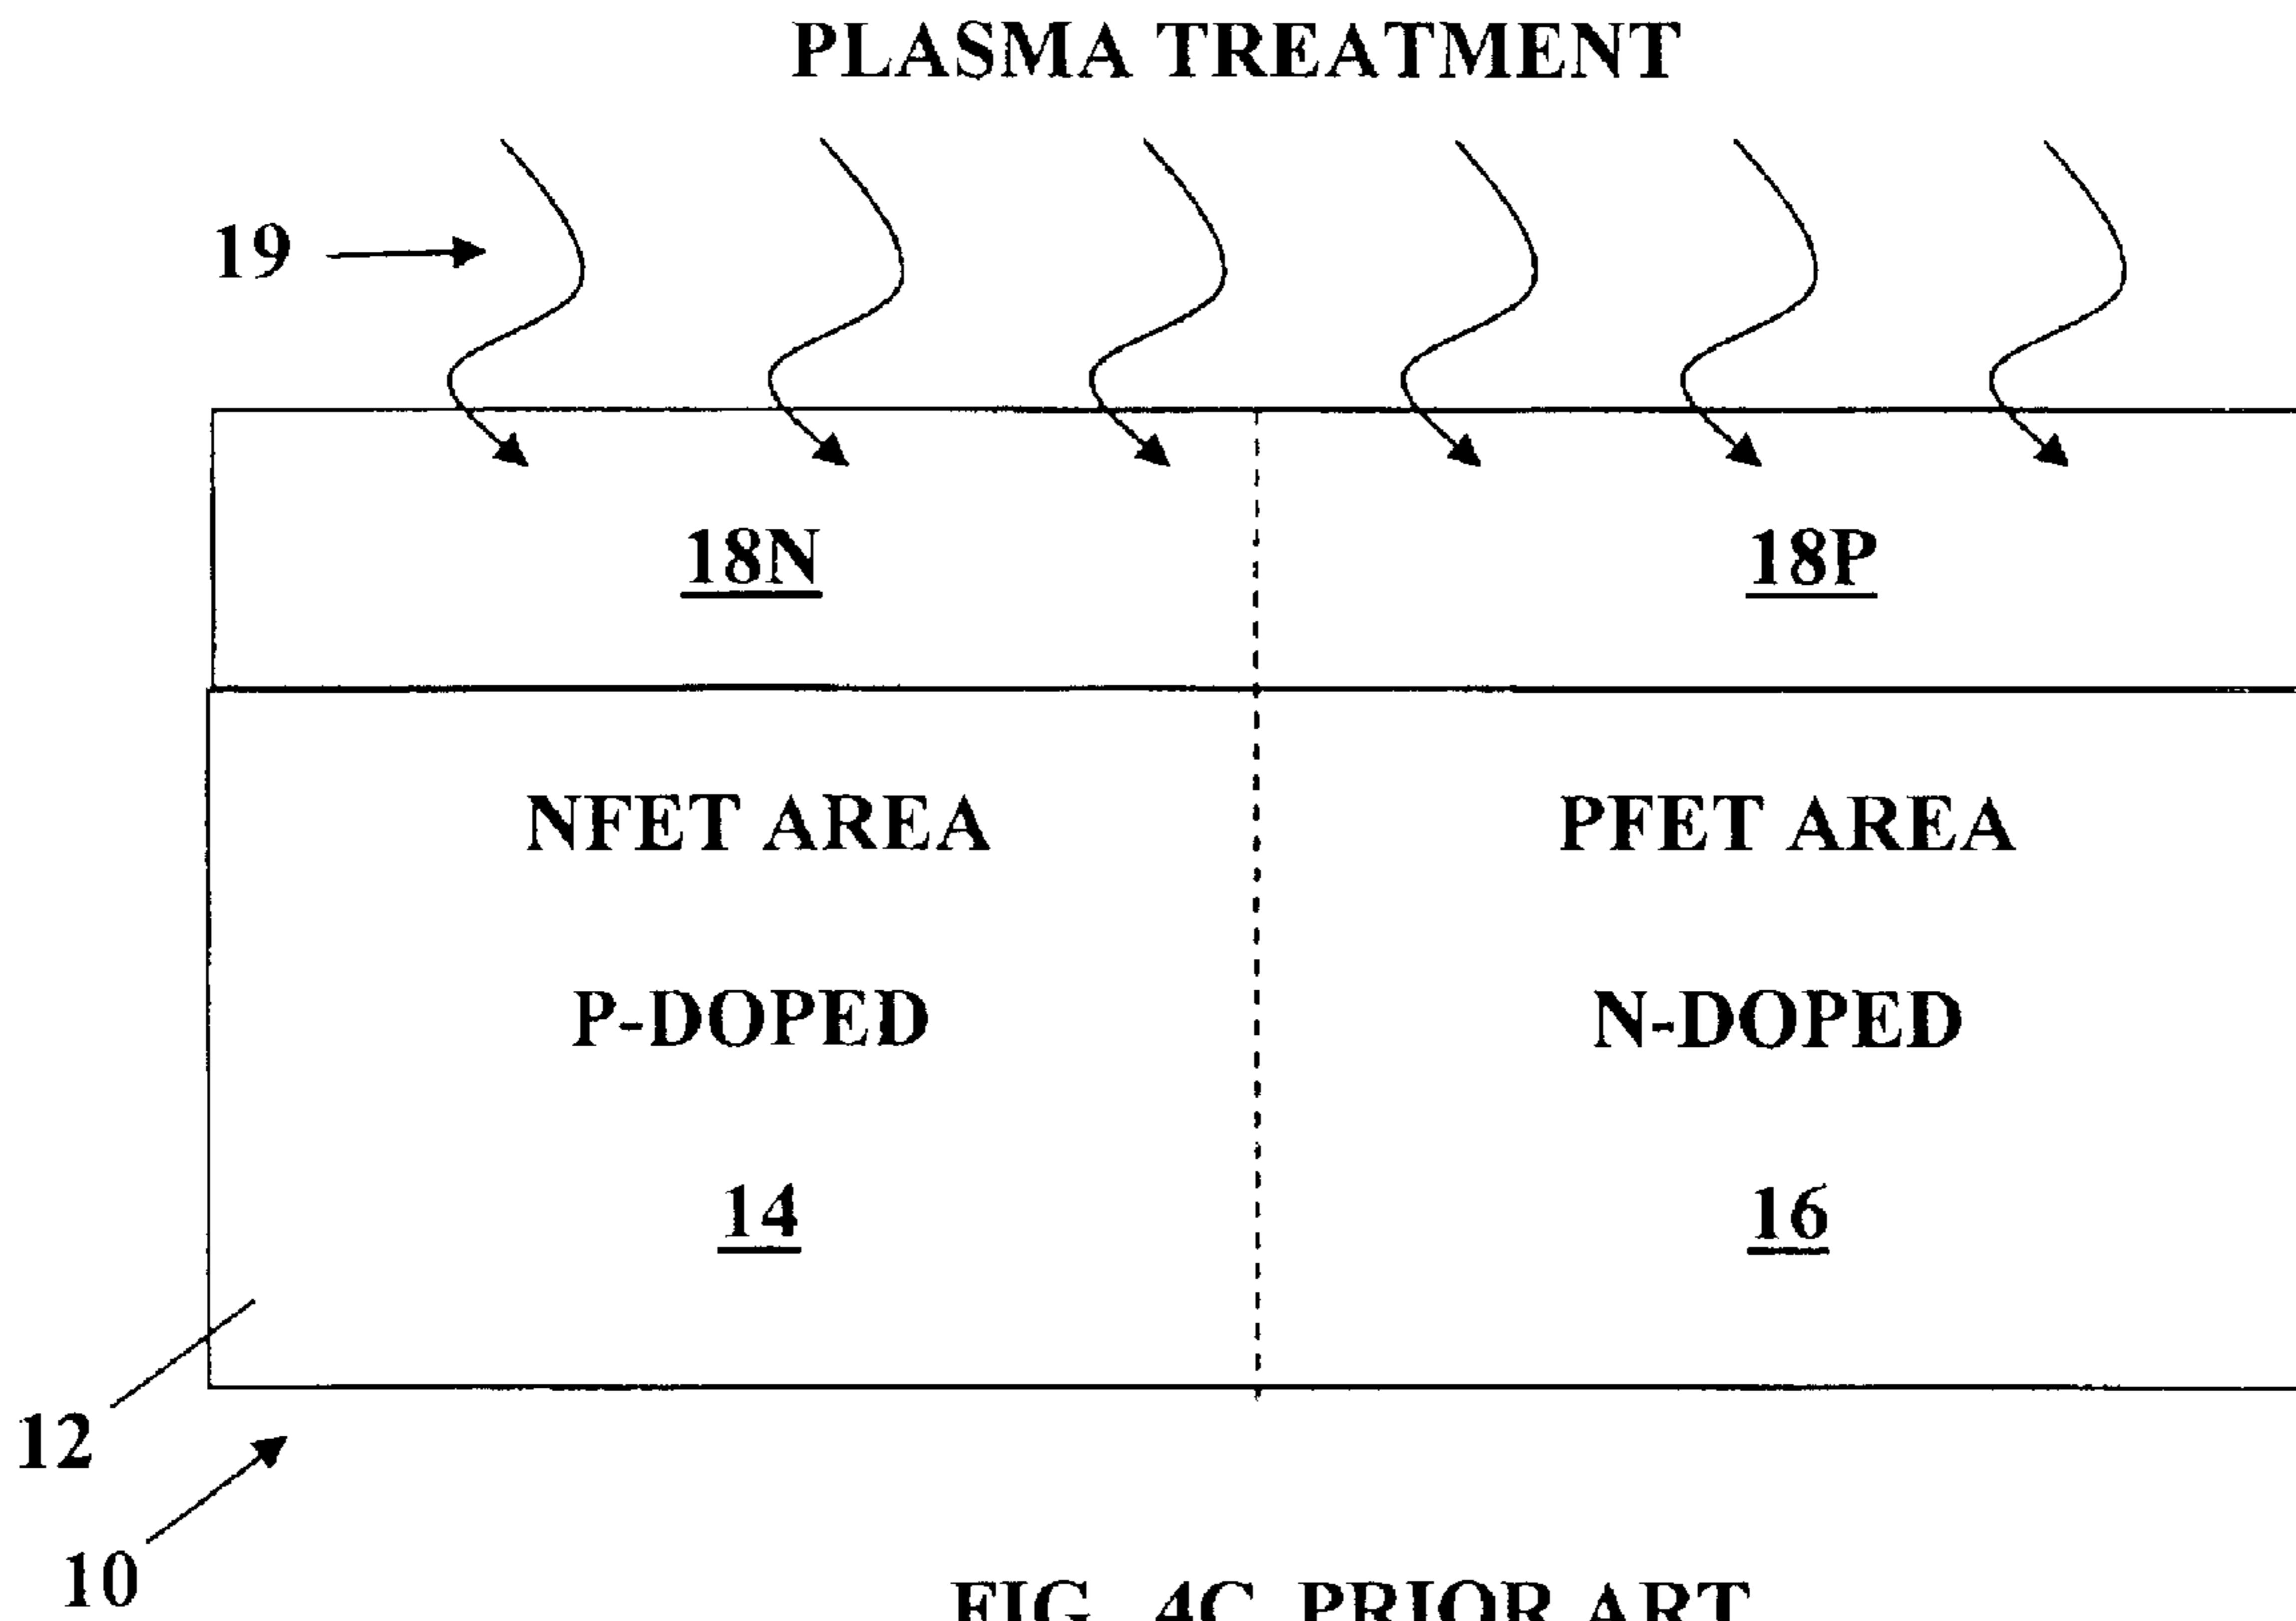 PLASMA TREATMENT
19
18N 18P
NFET AREA PFET AREA
P-DOPED N-DOPED
14 16
12
10
FIG. 4C PRIOR ART